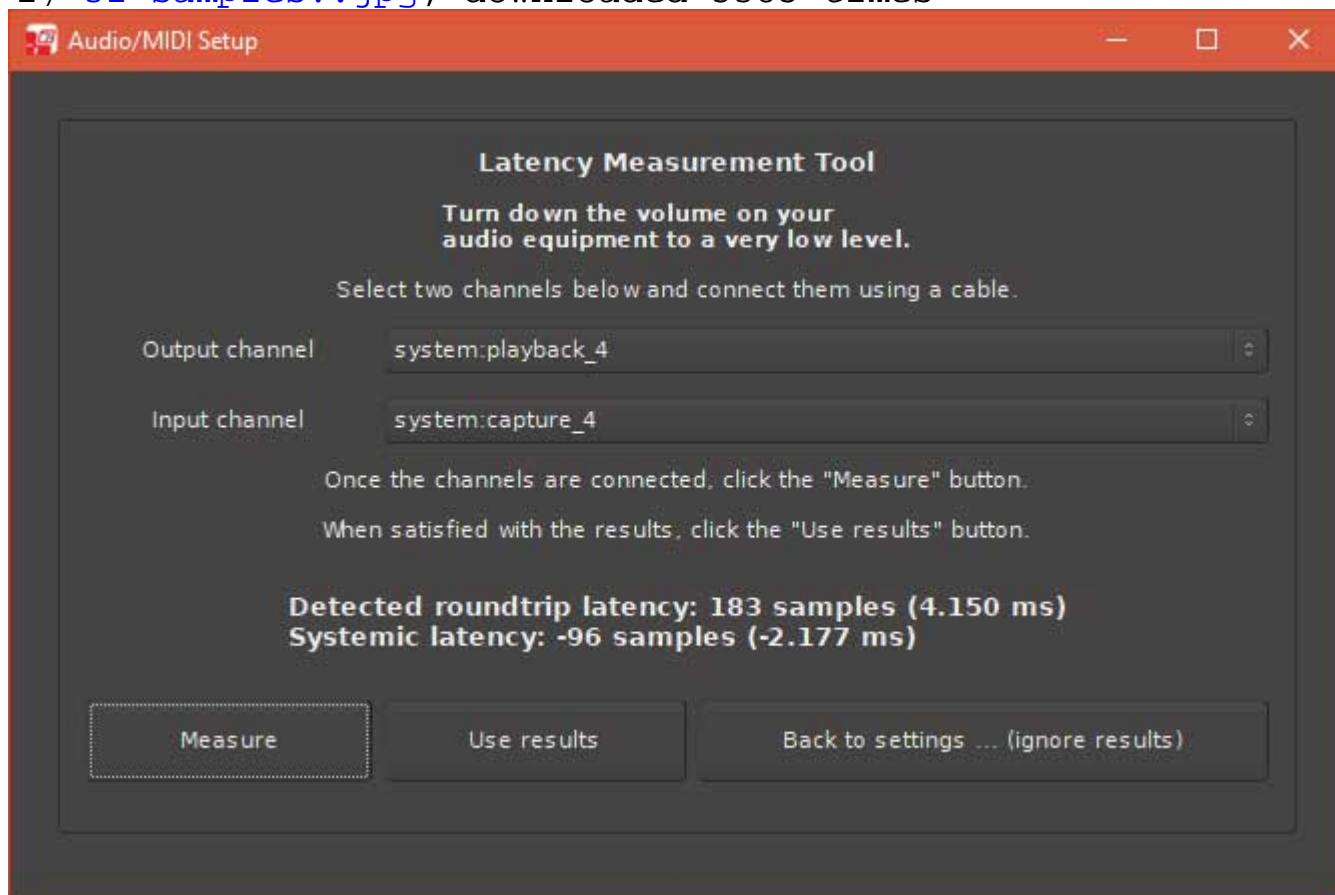 Audio/MIDI Setup
Latency Measurement Tool
Turn down the volume on your
audio equipment to a very low level.
Select two channels below and connect them using a cable.
Output channel system:playback_4
Input channel system:capture_4
Once the channels are connected, click the "Measure" button.
When satisfied with the results, click the "Use results" button.
Detected roundtrip latency: 183 samples (4.150 ms)
Systemic latency: -96 samples (-2.177 ms)
Measure Use results Back to settings ... (ignore results)